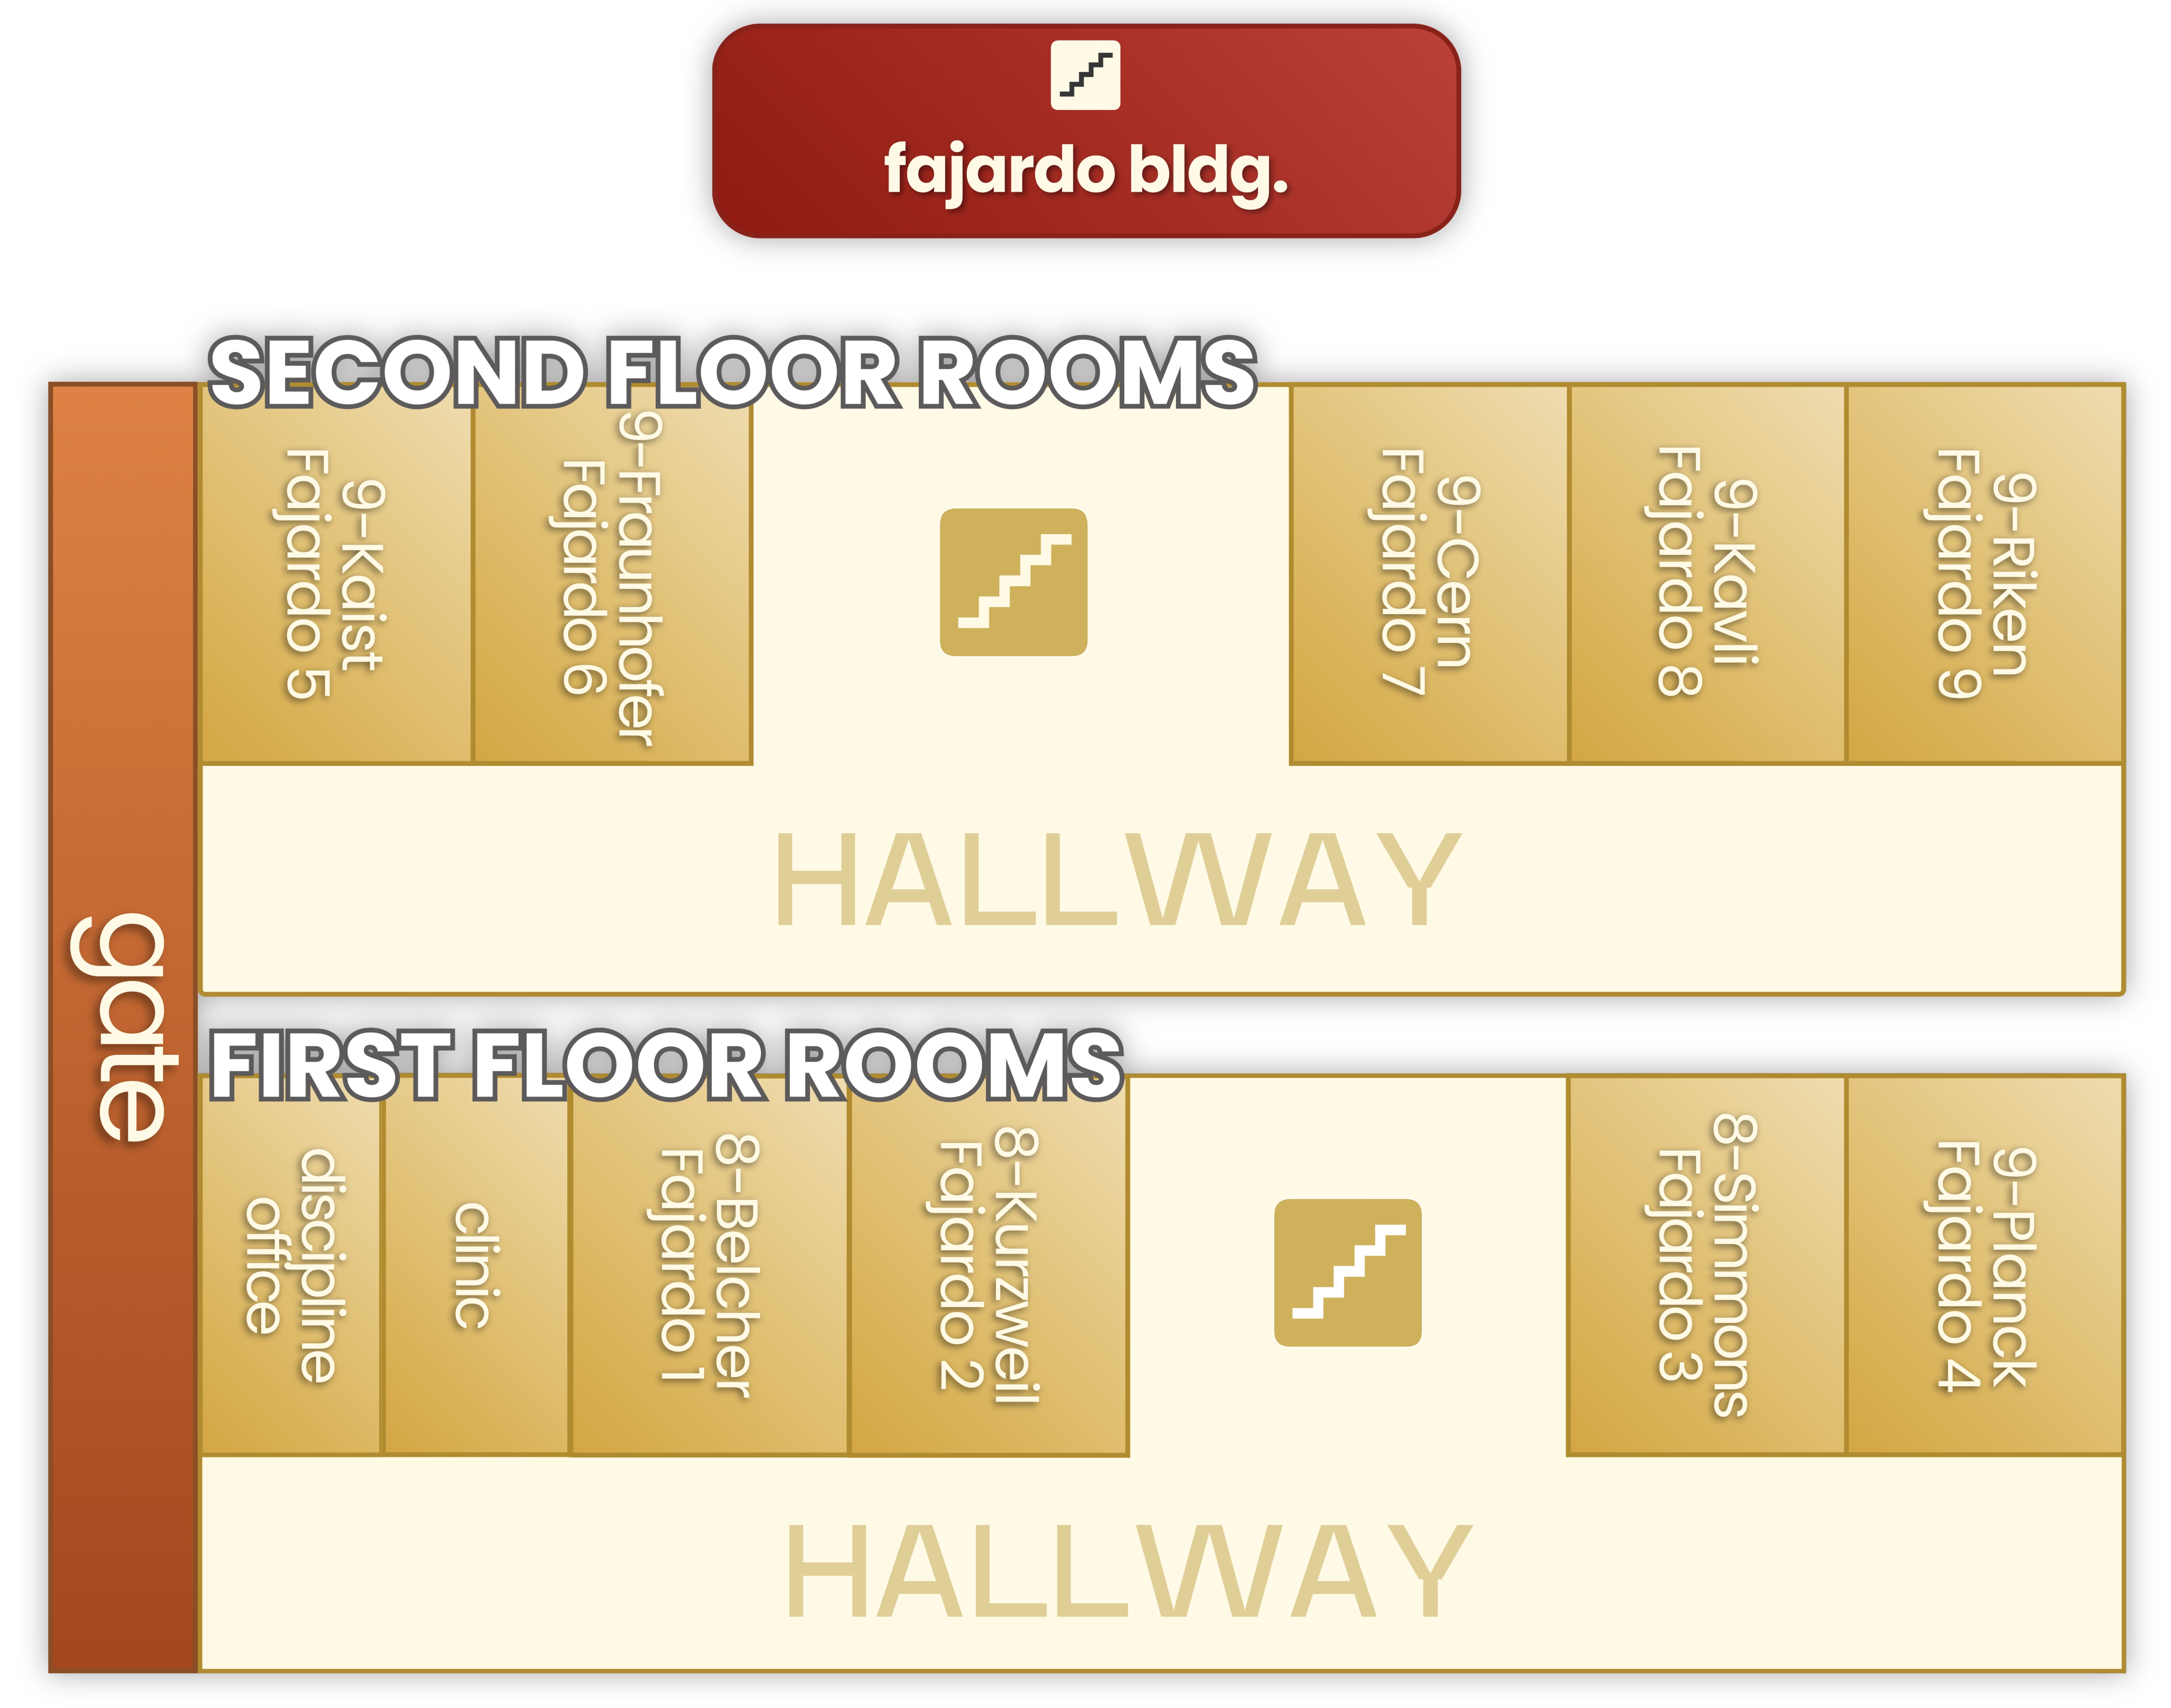 fajardo bldg.
SECOND FLOOR ROOMS
9-Kaist
Fajardo 5
9-Fraunhofer
Fajardo 6
9-Cern
Fajardo 7
9-Kavli
Fajardo 8
9-Riken
Fajardo 9
HALLWAY
gate
FIRST FLOOR ROOMS
discipline
office
clinic
8-Belcher
Fajardo 1
8-Kurzweil
Fajardo 2
8-Simmons
Fajardo 3
9-Planck
Fajardo 4
HALLWAY